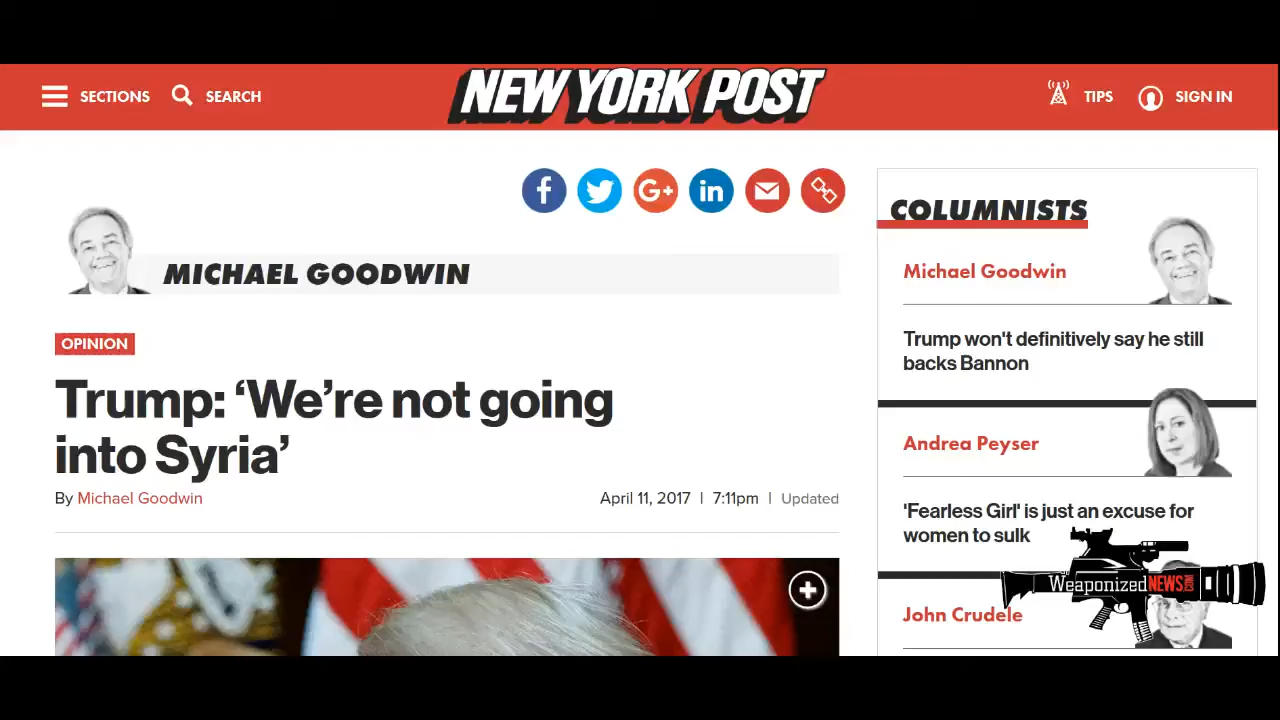 SECTIONS
SEARCH
NEW YORK POST
TIPS
SIGN IN
f
G+
in
MICHAEL GOODWIN
OPINION
Trump: ‘We’re not going
into Syria’
By Michael Goodwin
April 11, 2017 | 7:11pm | Updated
COLUMNISTS
Michael Goodwin
Trump won't definitively say he still
backs Bannon
Andrea Peyser
'Fearless Girl' is just an excuse for
women to sulk
John Crudele
WEAPONIZEDNEWS.COM